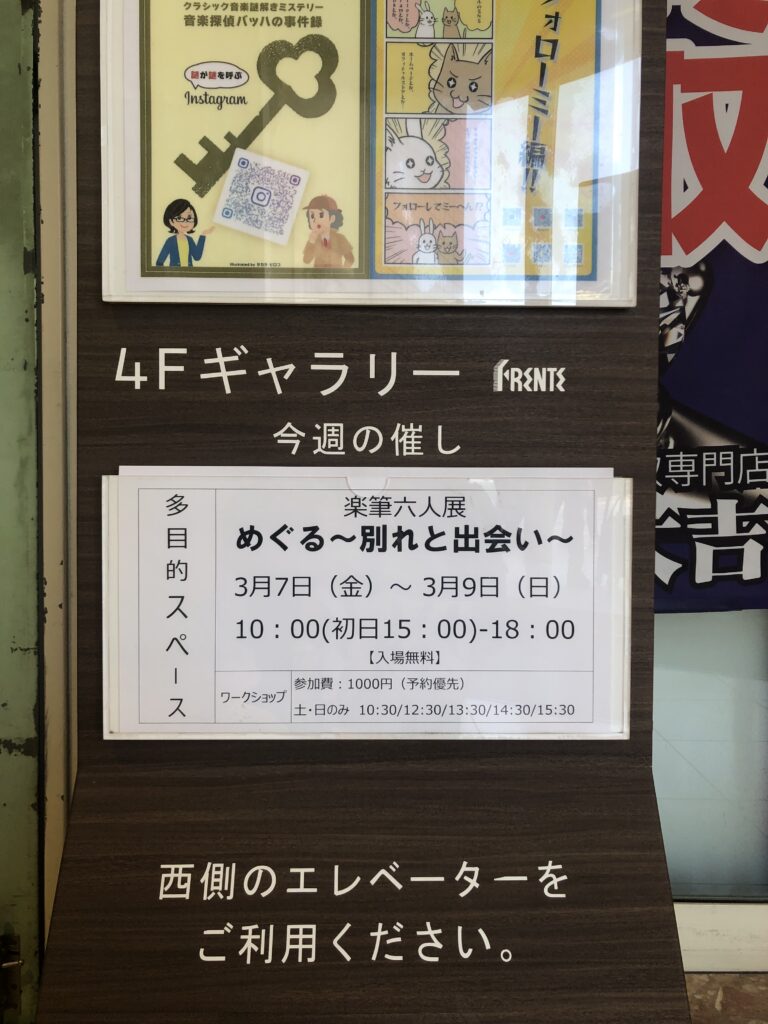 クラシック音楽謎解きミステリー
音楽探偵バッハの事件録
謎が謎を呼ぶ
Instagram
フォローミー編!!
フォローしてミーへん!?
4Fギャラリー FRENTE
今週の催し
多目的スペース
楽筆六人展
めぐる～別れと出会い～
3月7日（金）～ 3月9日（日）
10：00(初日15：00)-18：00
【入場無料】
ワークショップ
参加費：1000円（予約優先）
土・日のみ 10:30/12:30/13:30/14:30/15:30
西側のエレベーターを
ご利用ください。
専門店
吉